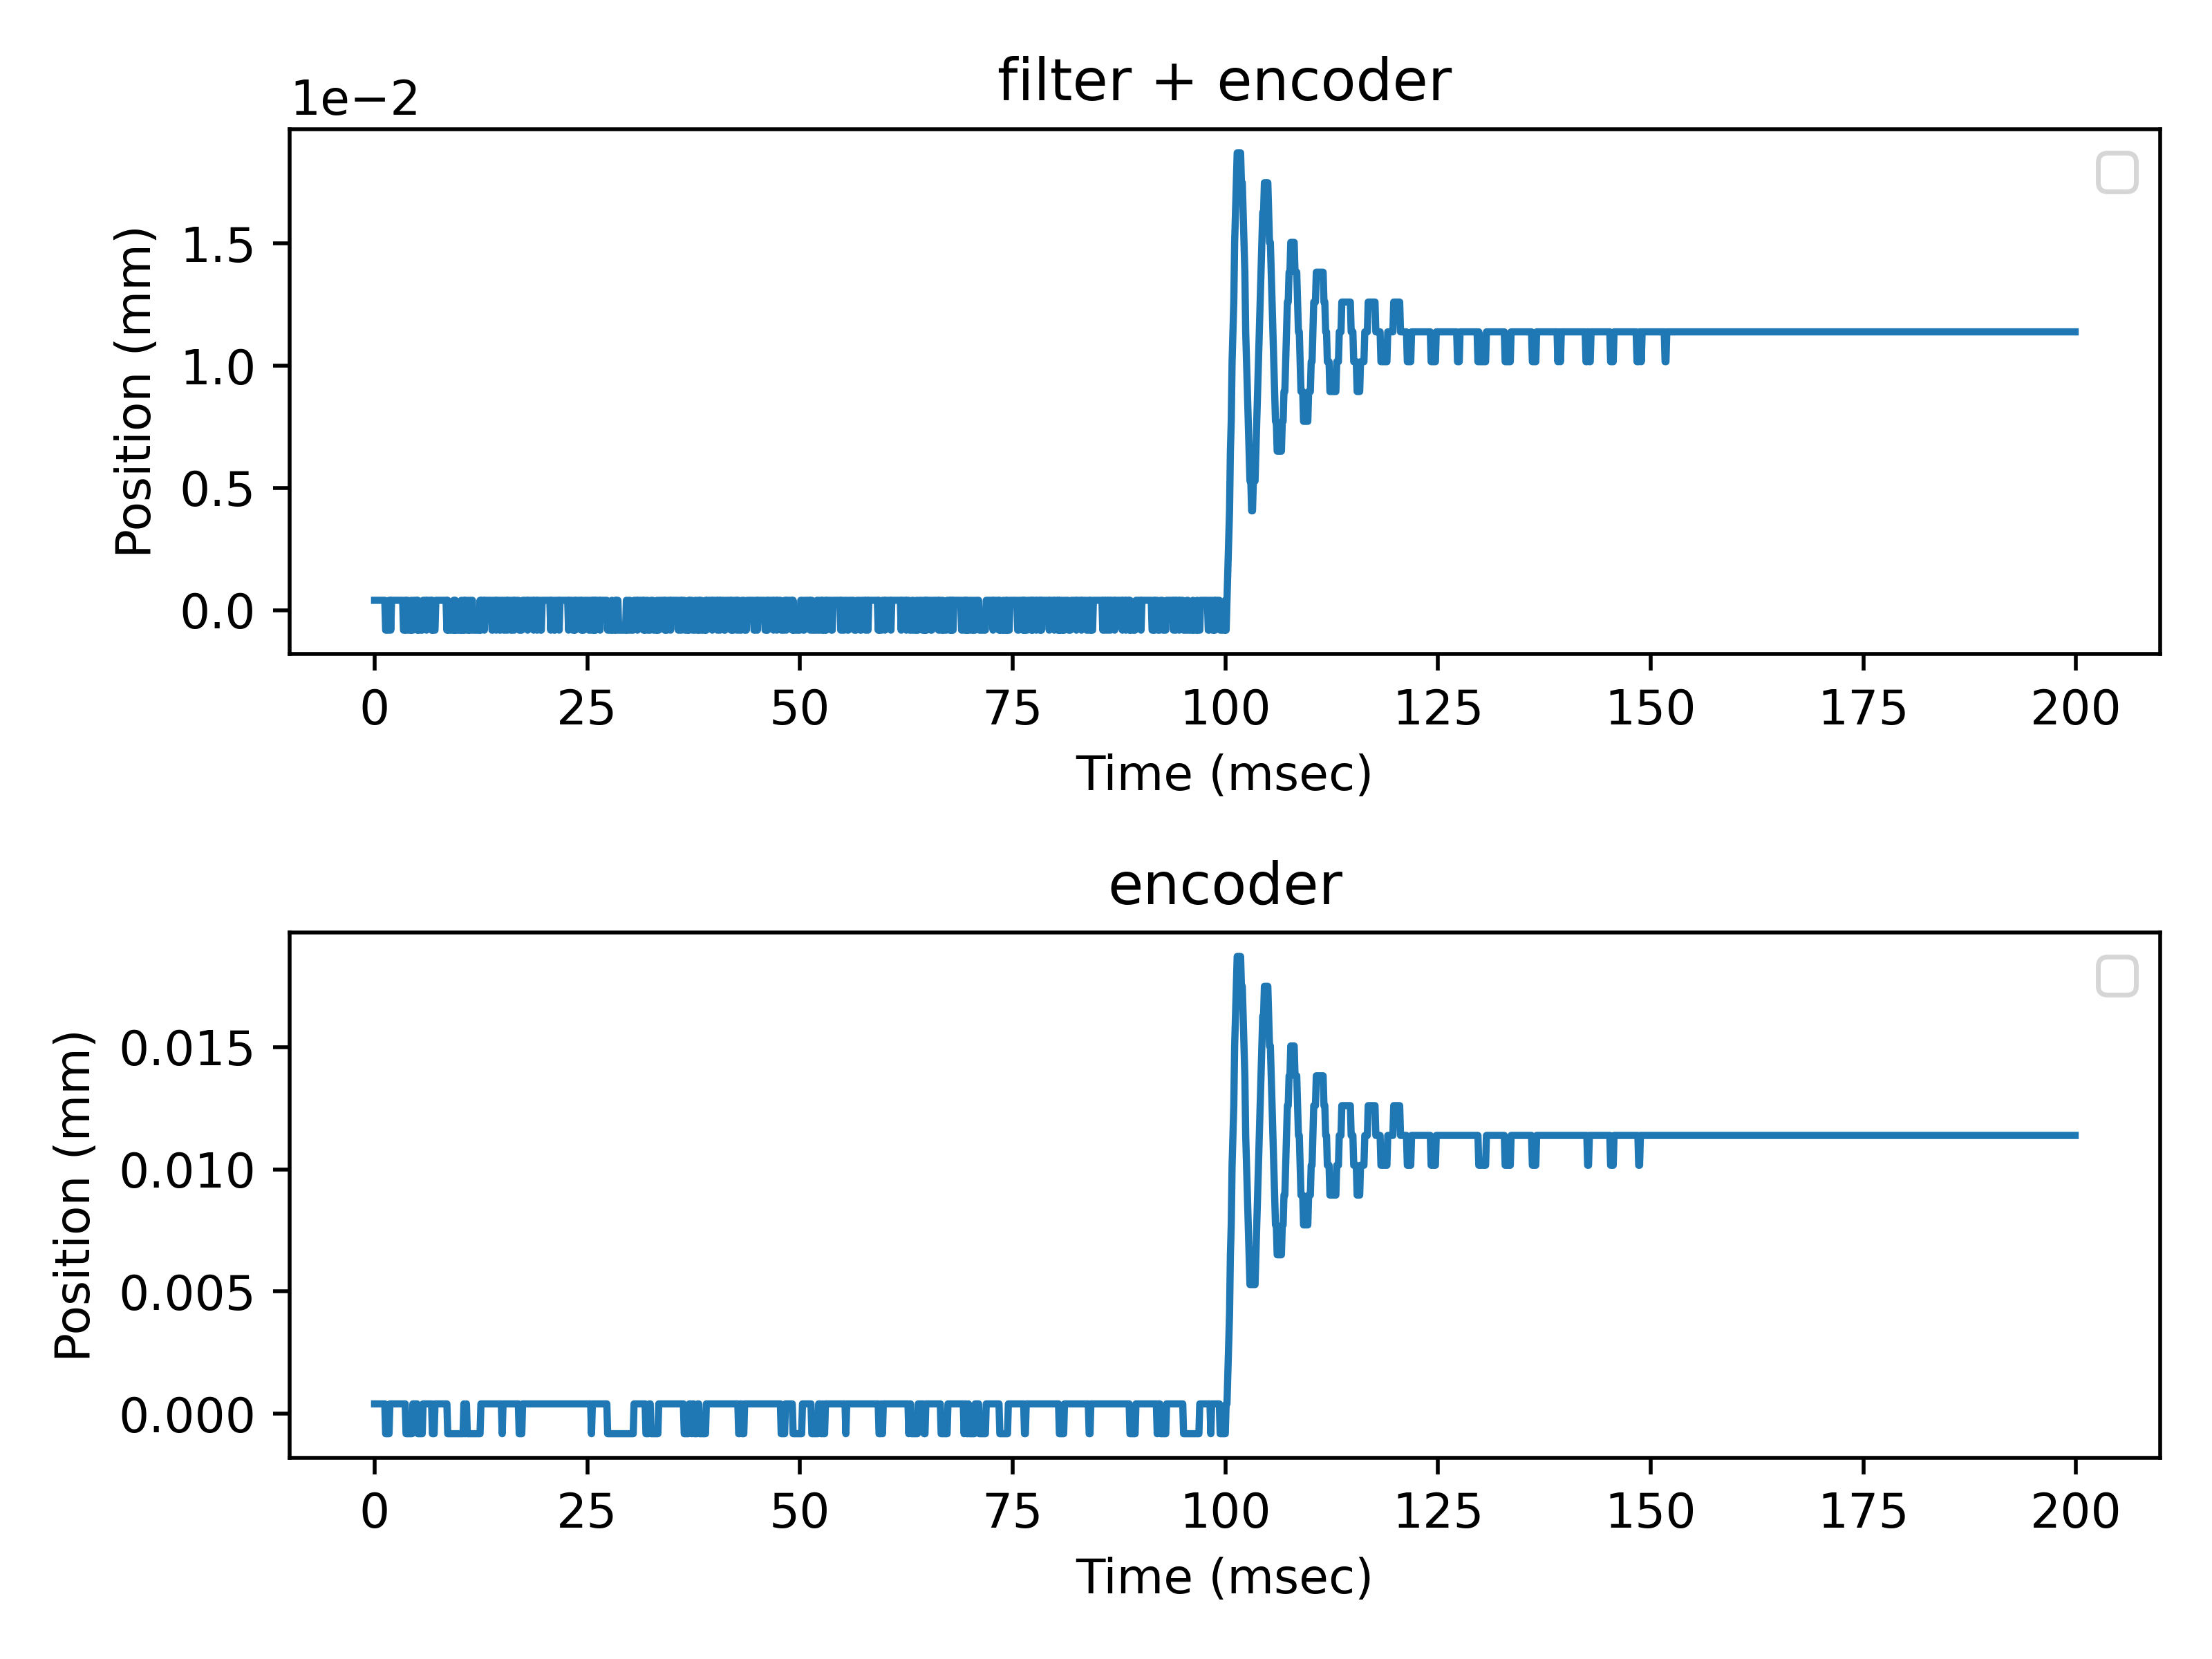 filter + encoder
1e−2
Position (mm)
1.5
1.0
0.5
0.0
0 25 50 75 100 125 150 175 200
Time (msec)
encoder
Position (mm)
0.015
0.010
0.005
0.000
0 25 50 75 100 125 150 175 200
Time (msec)